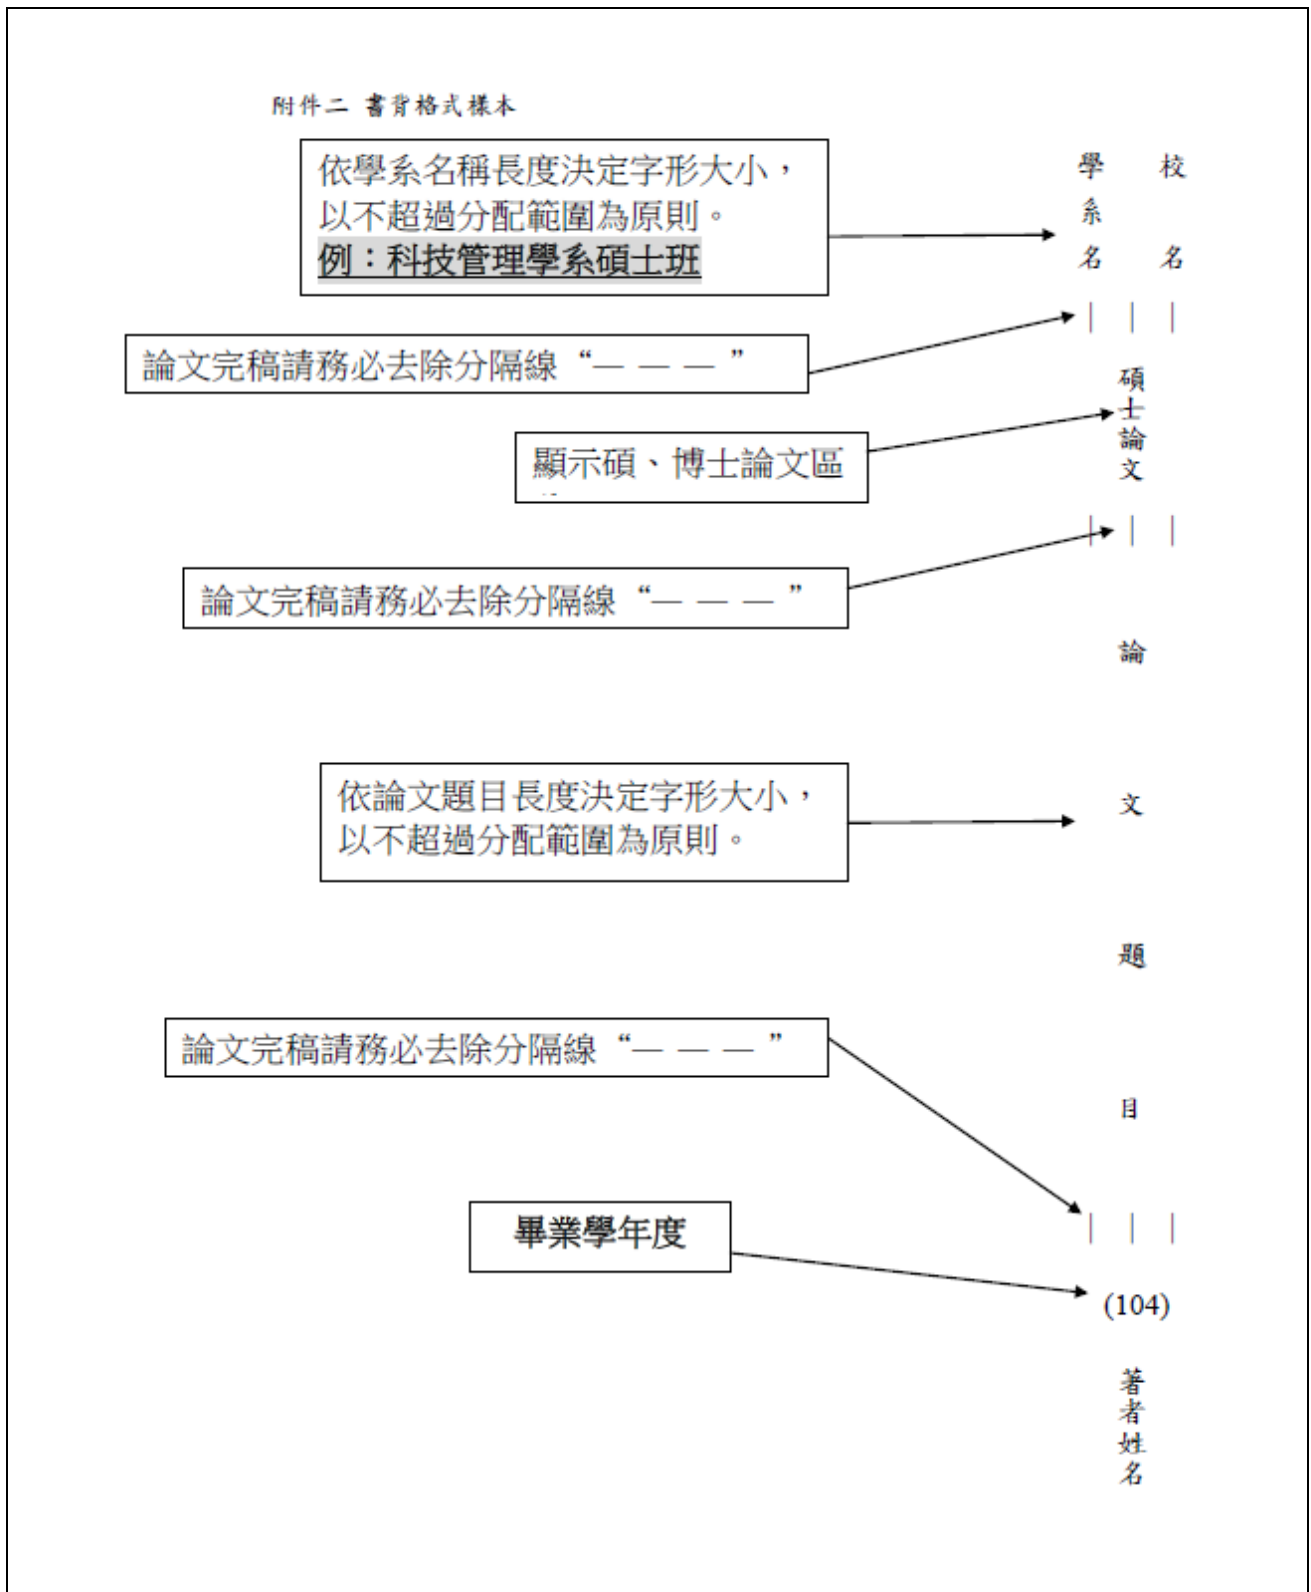 附件二 書背格式樣本
依學系名稱長度決定字形大小，
以不超過分配範圍為原則。
例：科技管理學系碩士班
校名
學系名
論文完稿請務必去除分隔線“— — —”
｜ ｜ ｜
顯示碩、博士論文區
碩士論文
論文完稿請務必去除分隔線“— — —”
｜ ｜ ｜
依論文題目長度決定字形大小，
以不超過分配範圍為原則。
論文題目
論文完稿請務必去除分隔線“— — —”
｜ ｜ ｜
畢業學年度
(104)
著者姓名